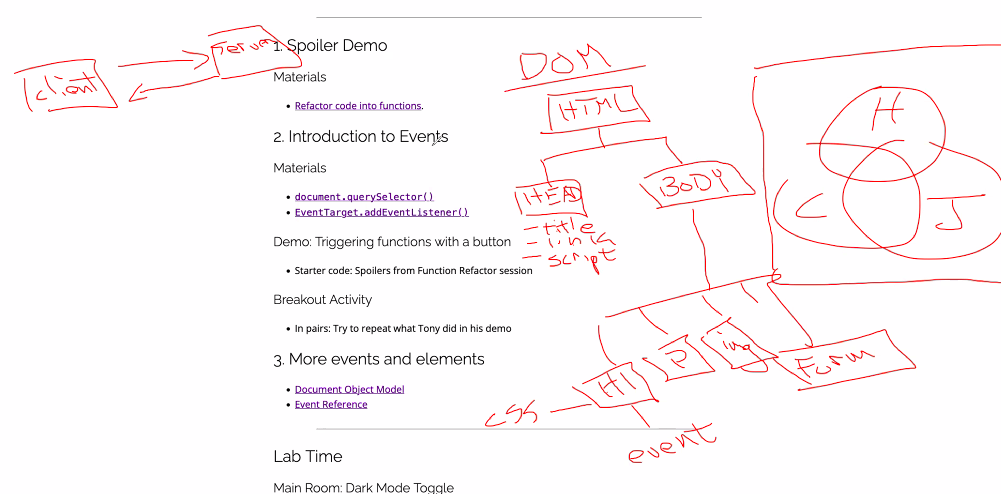 1. Spoiler Demo
Materials
Refactor code into functions.
2. Introduction to Events
Materials
document.querySelector()
EventTarget.addEventListener()
Demo: Triggering functions with a button
Starter code: Spoilers from Function Refactor session
Breakout Activity
In pairs: Try to repeat what Tony did in his demo
3. More events and elements
Document Object Model
Event Reference
Lab Time
Main Room: Dark Mode Toggle
client
Server
DOM
HTML
HEAD
BODY
– title
– link
– script
H1
P
img
Form
css
event
H
C
J